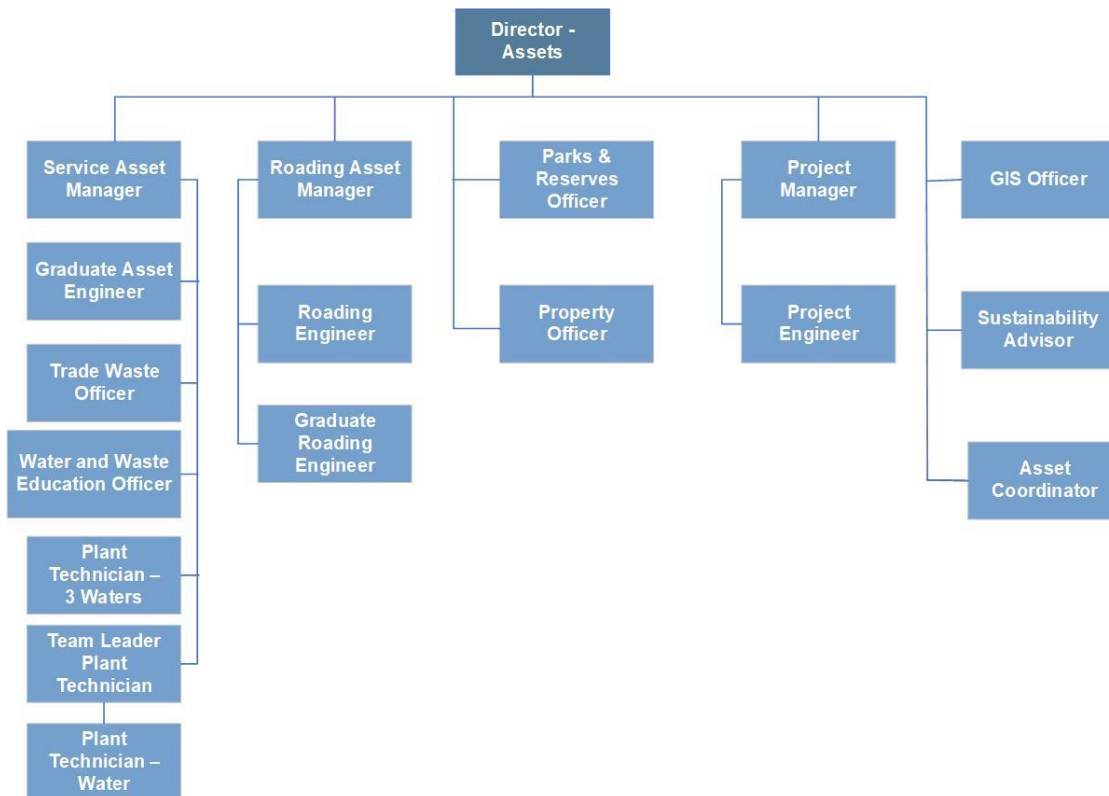 Director -
Assets
Service Asset
Manager
Roading Asset
Manager
Parks &
Reserves
Officer
Project
Manager
GIS Officer
Graduate Asset
Engineer
Roading
Engineer
Property
Officer
Project
Engineer
Sustainability
Advisor
Trade Waste
Officer
Graduate
Roading
Engineer
Water and Waste
Education Officer
Asset
Coordinator
Plant
Technician –
3 Waters
Team Leader
Plant
Technician
Plant
Technician –
Water